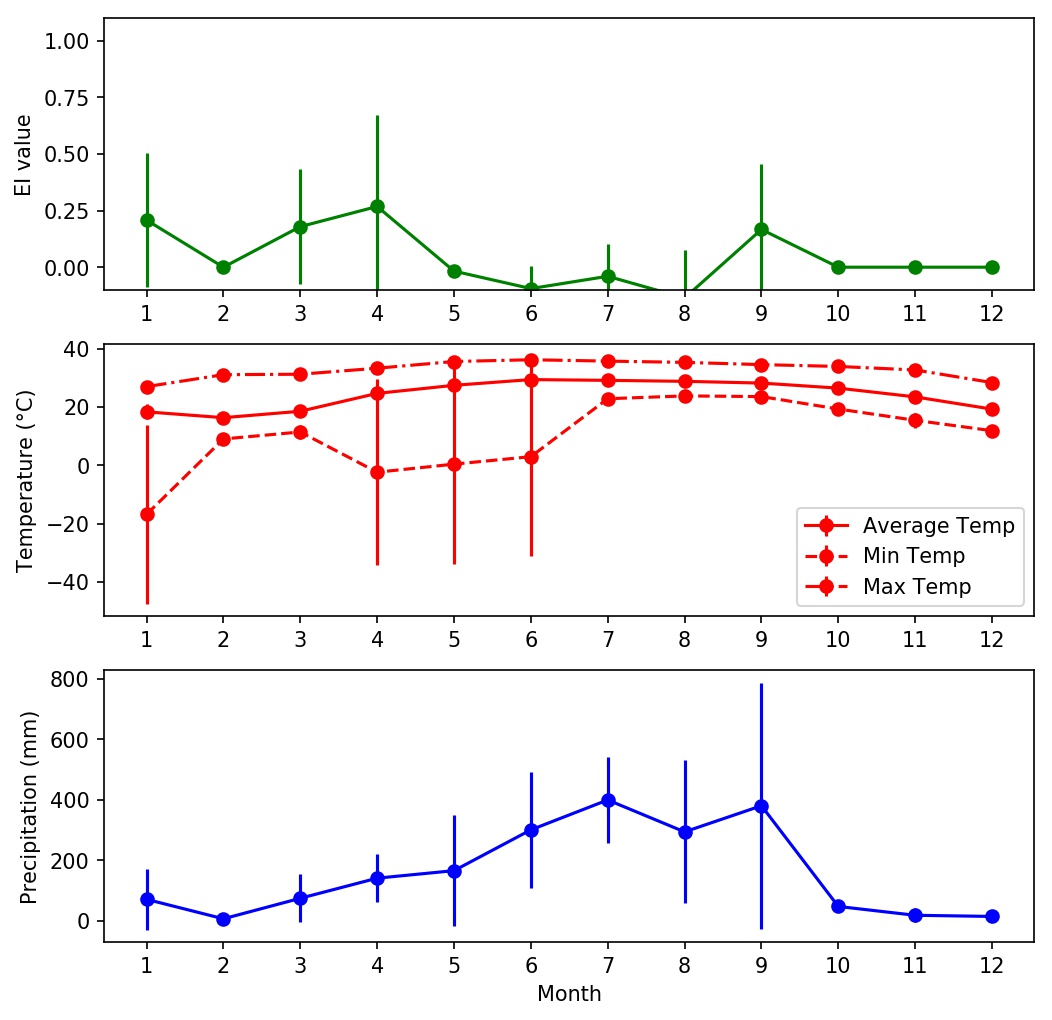 EI value
1.00
0.75
0.50
0.25
0.00
1 2 3 4 5 6 7 8 9 10 11 12
Temperature (°C)
40
20
0
−20
−40
Average Temp
Min Temp
Max Temp
1 2 3 4 5 6 7 8 9 10 11 12
Precipitation (mm)
800
600
400
200
0
1 2 3 4 5 6 7 8 9 10 11 12
Month